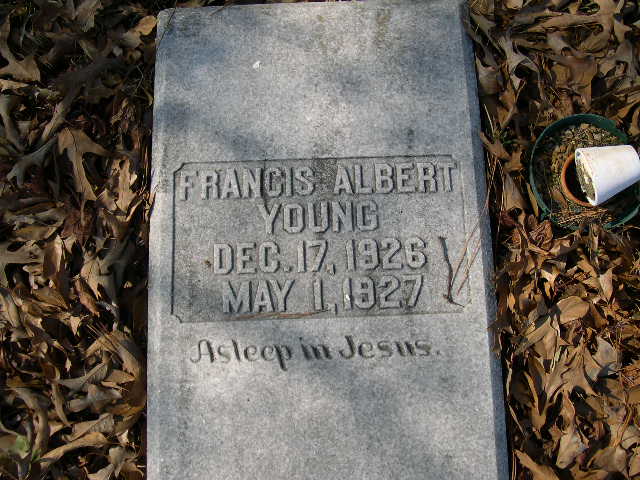 FRANCIS ALBERT
YOUNG
DEC. 17, 1926
MAY 1, 1927
Asleep in Jesus.